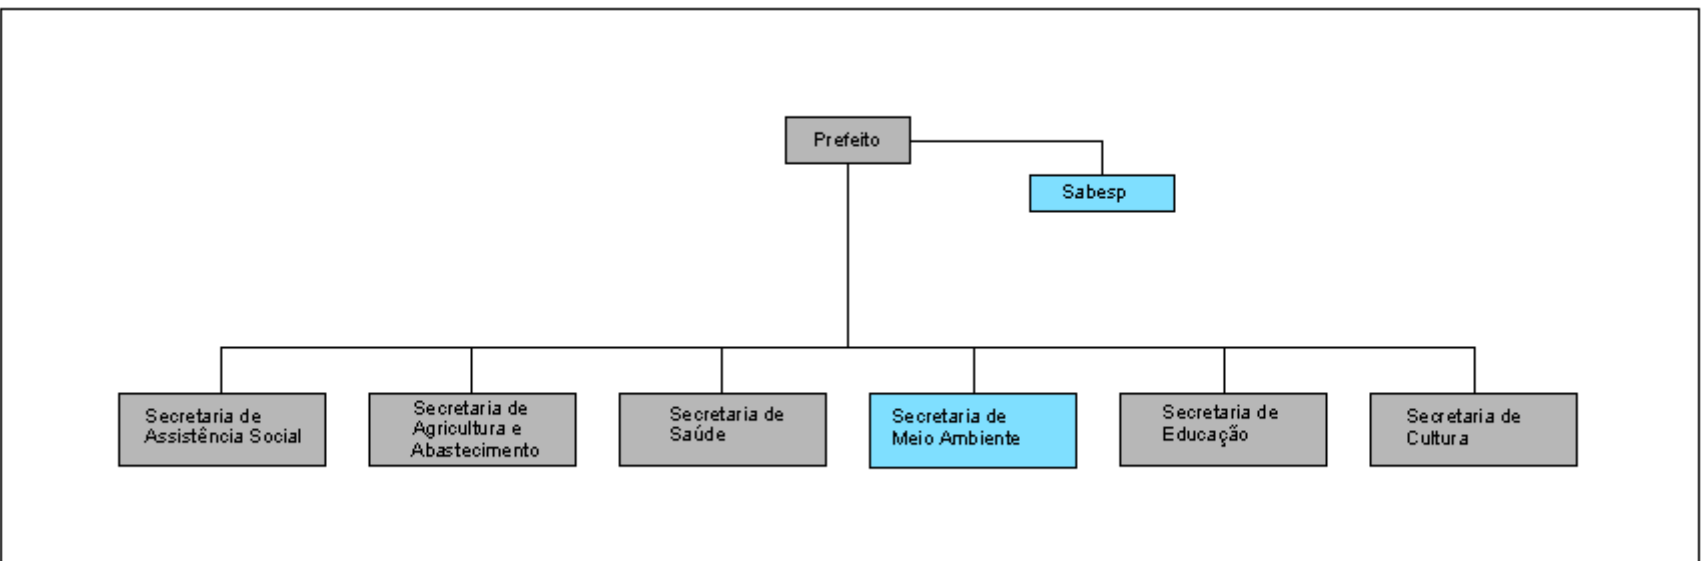 Prefeito
Sabesp
Secretaria de
Assistência Social
Secretaria de
Agricultura e
Abastecimento
Secretaria de
Saúde
Secretaria de
Meio Ambiente
Secretaria de
Educação
Secretaria de
Cultura